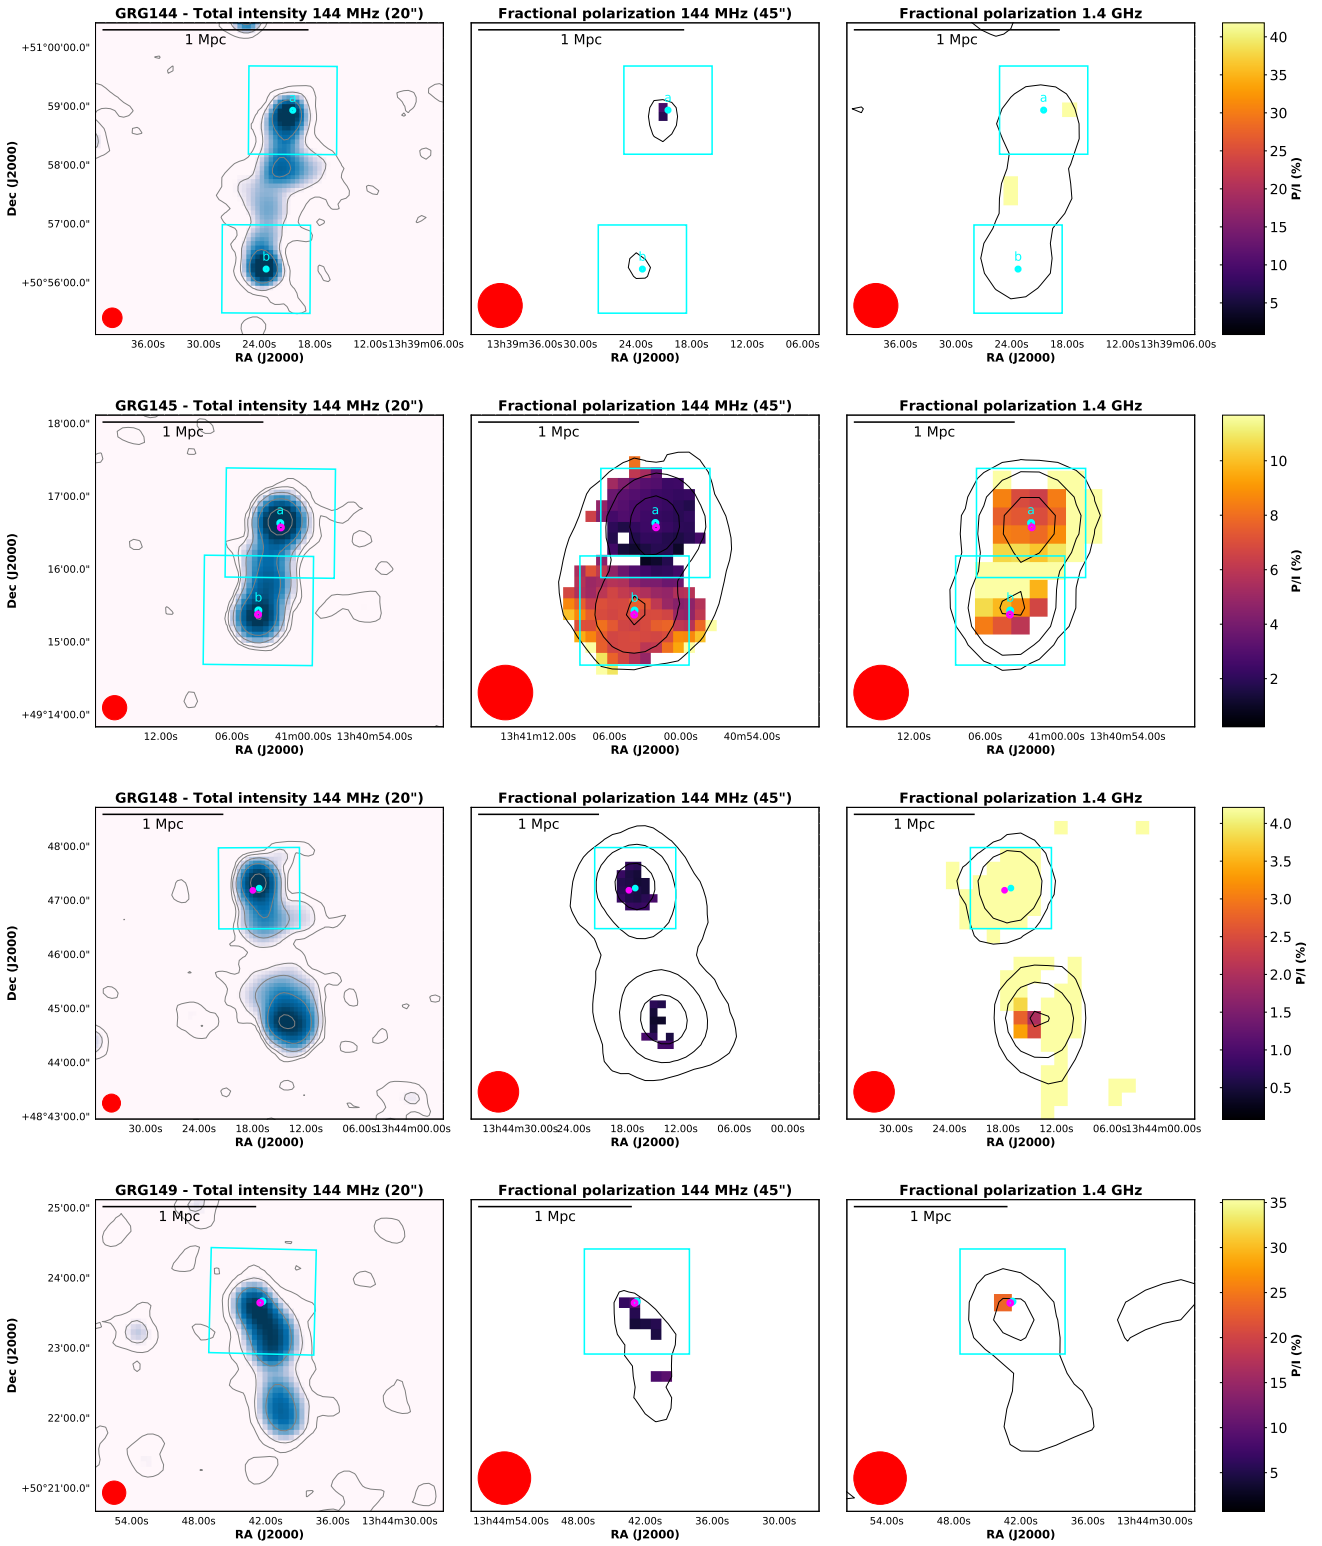 GRG144 - Total intensity 144 MHz (20") Fractional polarization 144 MHz (45") Fractional polarization 1.4 GHz
1 Mpc 1 Mpc 1 Mpc
+51°00'00.0"
59'00.0"
58'00.0"
57'00.0"
+50°56'00.0"
Dec (J2000)
a a a
b b b
40
35
30
25
20
15
10
5
P/I (%)
36.00s 30.00s 24.00s 18.00s 12.00s13h39m06.00s 13h39m36.00s30.00s 24.00s 18.00s 12.00s 06.00s 36.00s 30.00s 24.00s 18.00s 12.00s13h39m06.00s
RA (J2000) RA (J2000) RA (J2000)
GRG145 - Total intensity 144 MHz (20") Fractional polarization 144 MHz (45") Fractional polarization 1.4 GHz
1 Mpc 1 Mpc 1 Mpc
18'00.0"
17'00.0"
16'00.0"
15'00.0"
+49°14'00.0"
Dec (J2000)
a a a
b b b
10
8
6
4
2
P/I (%)
12.00s 06.00s 41m00.00s 13h40m54.00s 13h41m12.00s 06.00s 00.00s 40m54.00s 12.00s 06.00s 41m00.00s 13h40m54.00s
RA (J2000) RA (J2000) RA (J2000)
GRG148 - Total intensity 144 MHz (20") Fractional polarization 144 MHz (45") Fractional polarization 1.4 GHz
1 Mpc 1 Mpc 1 Mpc
48'00.0"
47'00.0"
46'00.0"
45'00.0"
44'00.0"
+48°43'00.0"
Dec (J2000)
4.0
3.5
3.0
2.5
2.0
1.5
1.0
0.5
P/I (%)
30.00s 24.00s 18.00s 12.00s 06.00s13h44m00.00s 13h44m30.00s24.00s 18.00s 12.00s 06.00s 00.00s 30.00s 24.00s 18.00s 12.00s 06.00s13h44m00.00s
RA (J2000) RA (J2000) RA (J2000)
GRG149 - Total intensity 144 MHz (20") Fractional polarization 144 MHz (45") Fractional polarization 1.4 GHz
1 Mpc 1 Mpc 1 Mpc
25'00.0"
24'00.0"
23'00.0"
22'00.0"
+50°21'00.0"
Dec (J2000)
35
30
25
20
15
10
5
P/I (%)
54.00s 48.00s 42.00s 36.00s 13h44m30.00s 13h44m54.00s 48.00s 42.00s 36.00s 30.00s 54.00s 48.00s 42.00s 36.00s 13h44m30.00s
RA (J2000) RA (J2000) RA (J2000)